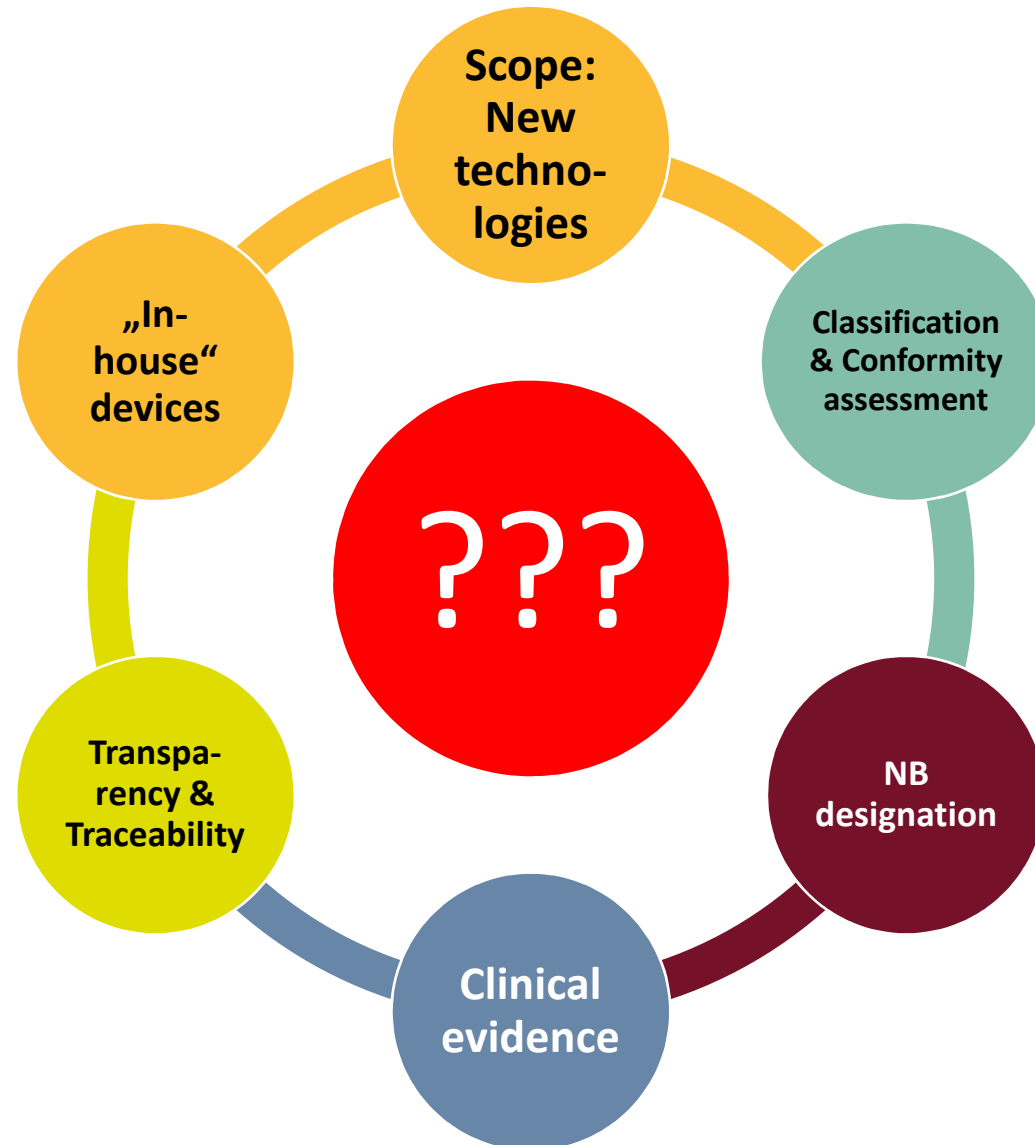 Scope:
New
techno-
logies
Classification
& Conformity
assessment
NB
designation
Clinical
evidence
Transpa-
rency &
Traceability
„In-
house“
devices
???